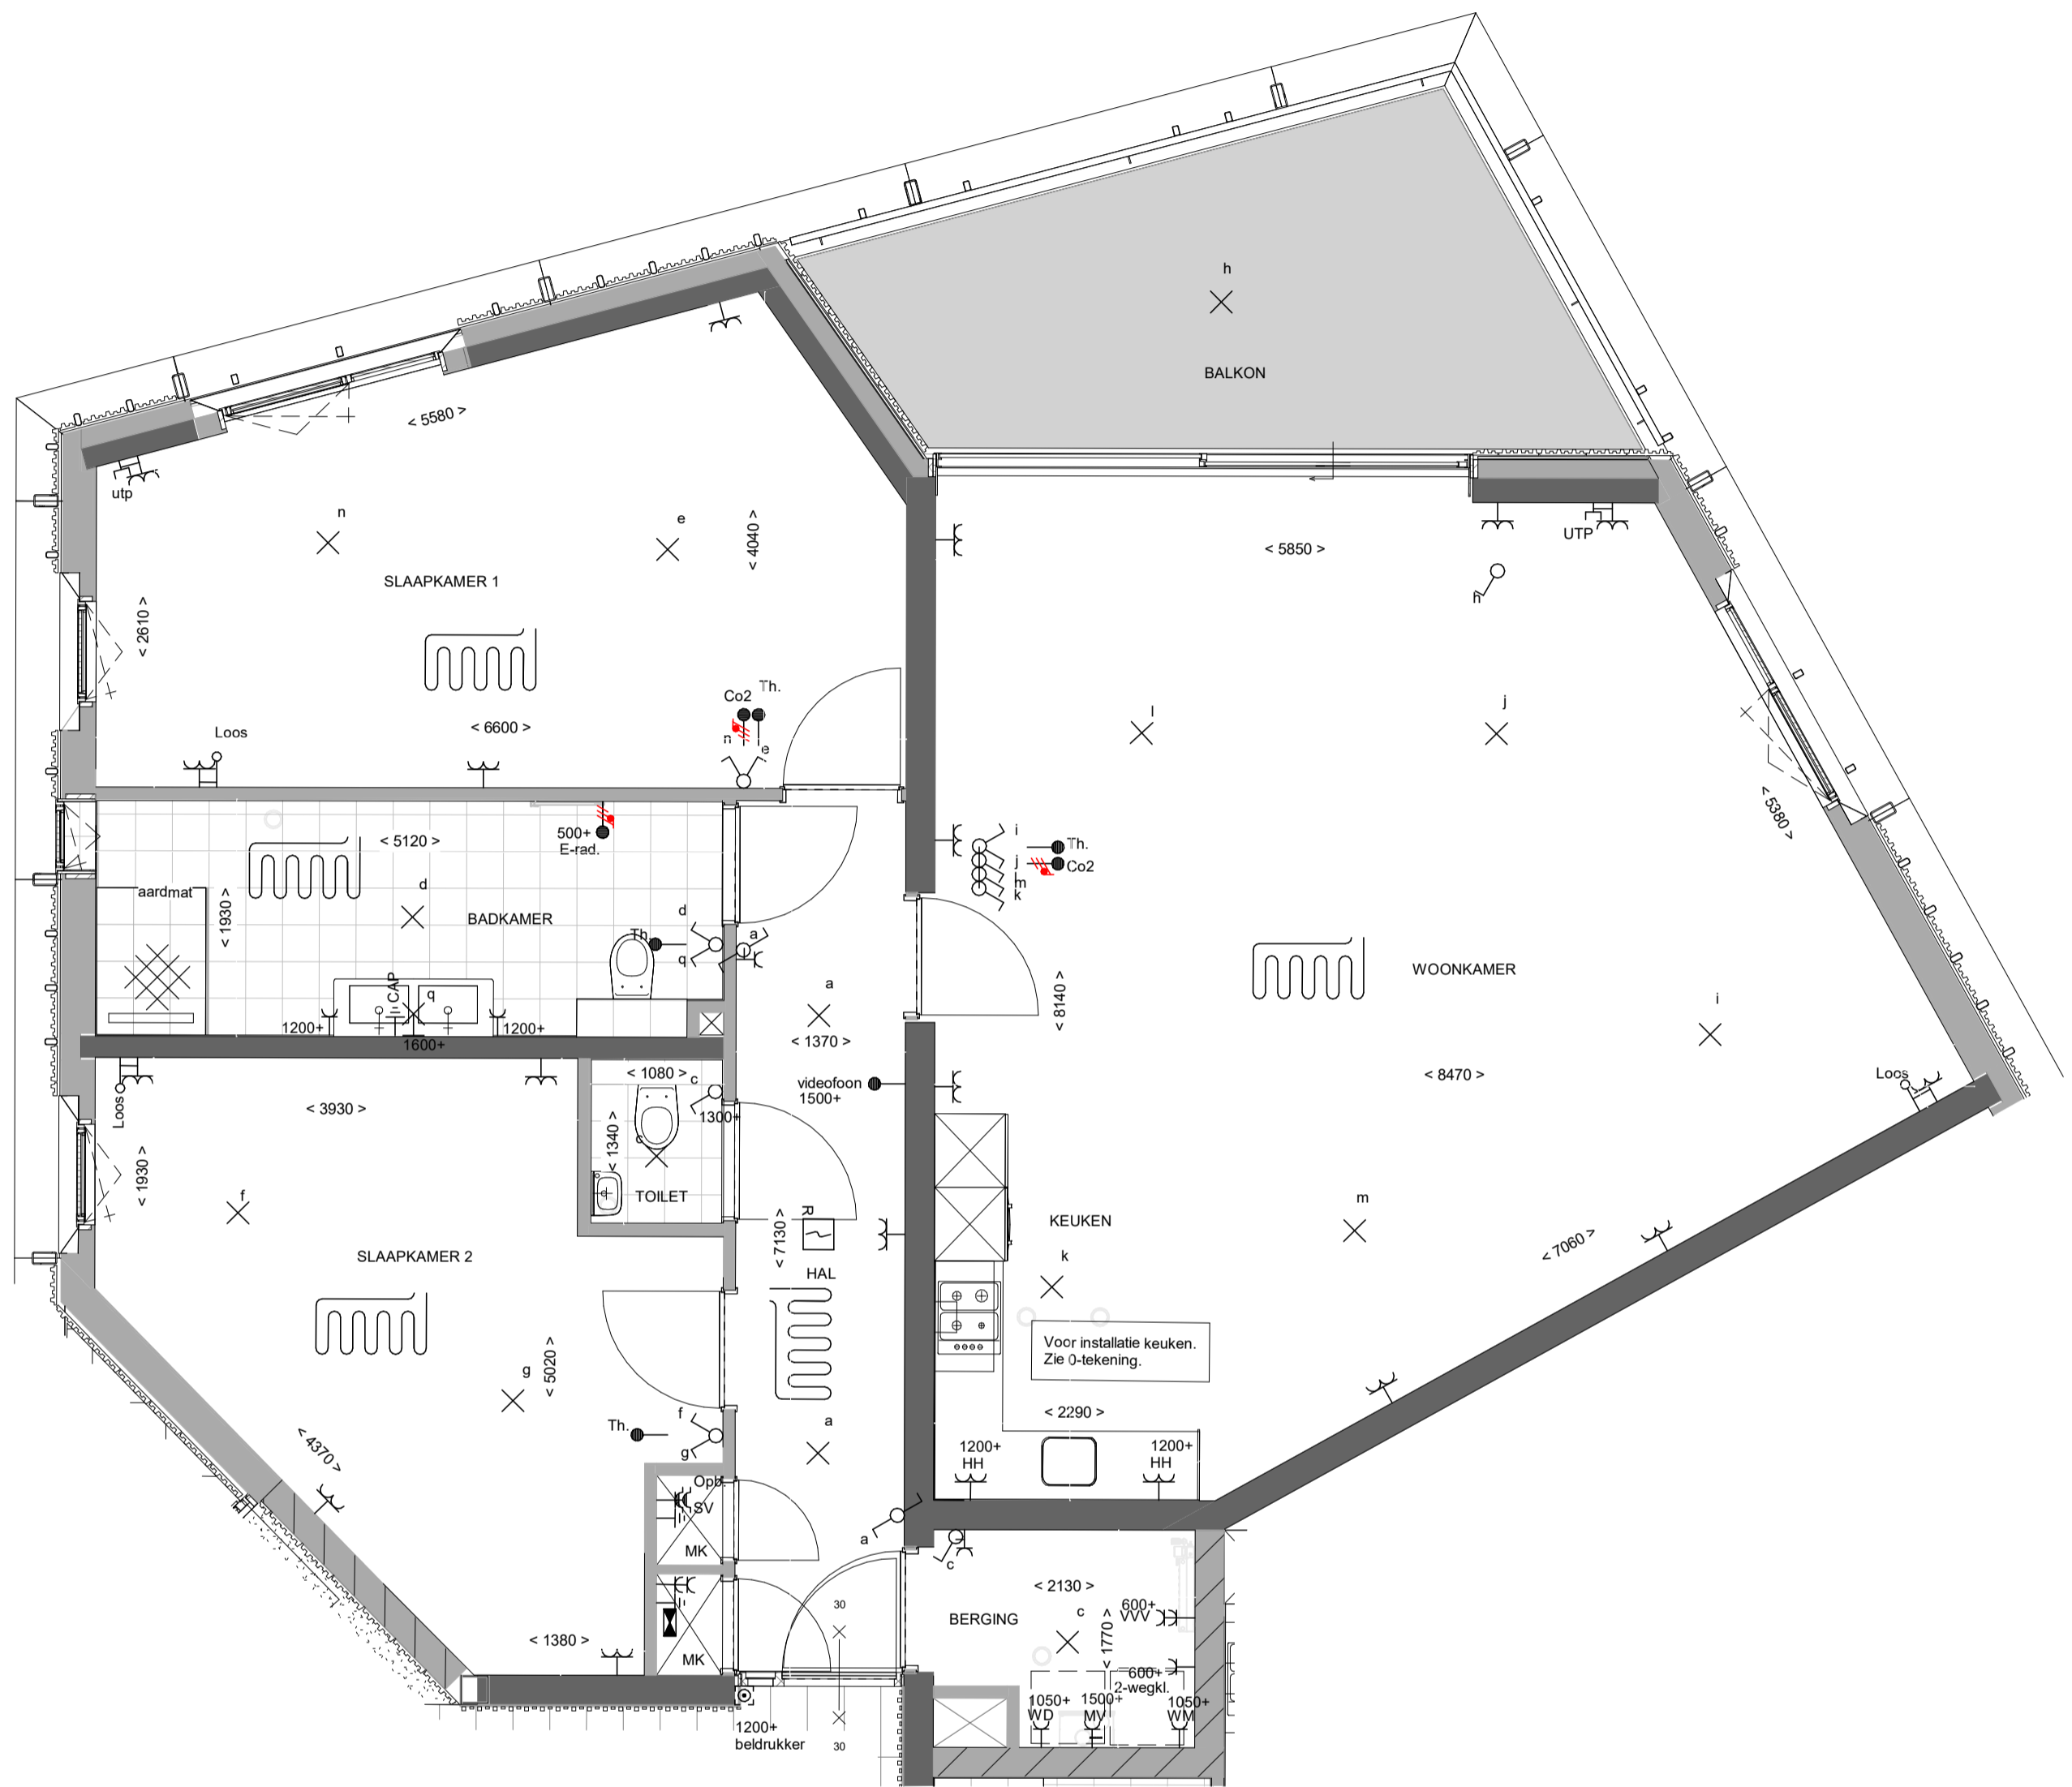 h
BALKON
< 5580 >
utp
n
e
< 4040 >
SLAAPKAMER 1
< 2610 >
< 5850 >
UTP
h
Th.
Co2
n
e
< 6600 >
Loos
l
j
< 5380 >
500+
E-rad.
< 5120 >
d
aardmat
< 1930 >
BADKAMER
d
Th.
q
a
i
j
l
m
k
Th.
Co2
CAP
q
1200+
1200+
1600+
a
< 1370 >
< 8140 >
WOONKAMER
i
< 8470 >
Loos
videofoon
1500+
< 1080 >
c
1300+
< 1340 >
c
TOILET
Loos
< 3930 >
< 1930 >
f
SLAAPKAMER 2
R
< 7130 >
HAL
KEUKEN
k
m
< 7060 >
Voor installatie keuken.
Zie 0-tekening.
g
< 5020 >
< 4370 >
Th.
f
g
a
< 2290 >
1200+
HH
1200+
HH
Opb.
SV
MK
a
c
< 2130 >
BERGING
c
< 1770 >
600+
VVV
600+
2-wegkl.
1050+
WD
1500+
MV
1050+
WM
< 1380 >
MK
30
30
1200+
beldrukker